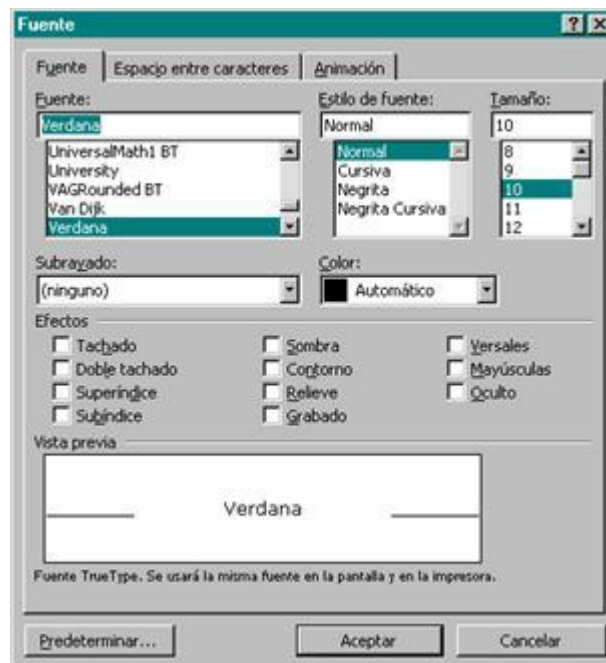 Fuente
Fuente Espacio entre caracteres Animación
Fuente: Estilo de fuente: Tamaño:
Verdana Normal 10
UniversalMath1 BT Normal 8
University Cursiva 9
VAGRounded BT Negrita 10
Van Dijk Negrita Cursiva 11
Verdana 12
Subrayado: Color:
(ninguno) Automático
Efectos
Tachado Sombra Versales
Doble tachado Contorno Mayúsculas
Superíndice Relieve Oculto
Subíndice Grabado
Vista previa
Verdana
Fuente TrueType. Se usará la misma fuente en la pantalla y en la impresora.
Predeterminar... Aceptar Cancelar